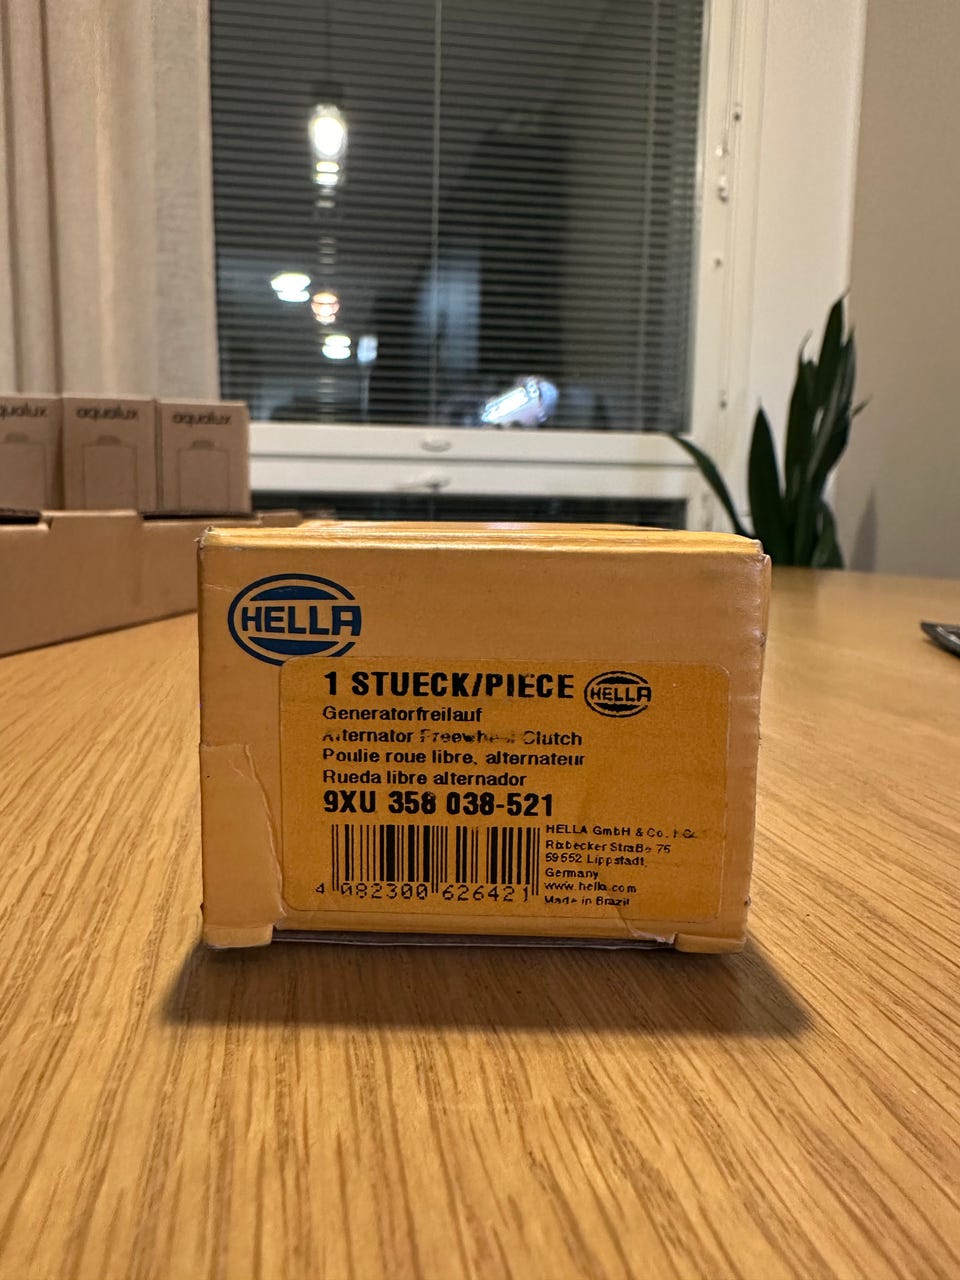 aqualux
aqualux
HELLA
1 STUECK/PIECE
HELLA
Generatorfreilauf
Alternator Freewheel Clutch
Poulie roue libre, alternateur
Rueda libre alternador
9XU 358 038-521
4 082300 626421
HELLA GmbH & Co.
Rixbecker Straße 75
59552 Lippstadt,
Germany
www.hella.com
Made in Brazil